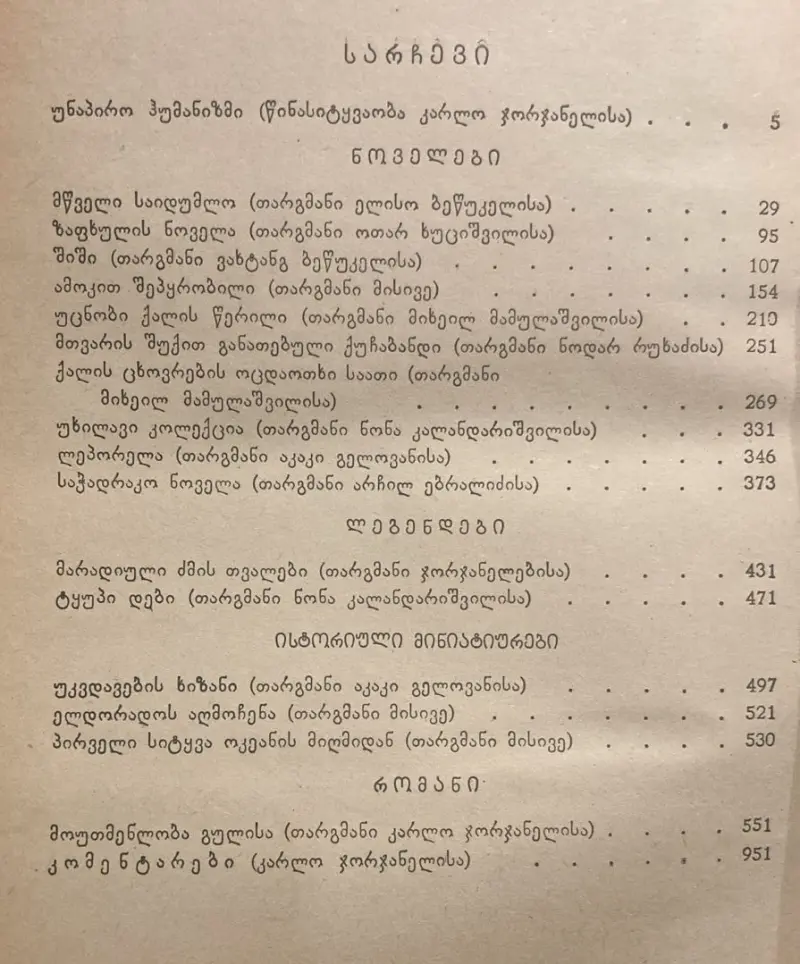 სარჩევი
უნაპირო ჰუმანიზმი (წინასიტყვაობა კარლო ჯორჯანელისა) . . . 5
ნოველები
მწველი საიდუმლო (თარგმანი ელისო ბეწუკელისა) . . . . . 29
ზაფხულის ნოველა (თარგმანი ოთარ ხუციშვილისა) . . . . 95
შიში (თარგმანი ვახტანგ ბეწუკელისა) . . . . . . . . 107
ამოკით შეპყრობილი (თარგმანი მისივე) . . . . . . . 154
უცნობი ქალის წერილი (თარგმანი მიხეილ მამულაშვილისა) . . 210
მთვარის შუქით განათებული ქუჩაბანდი (თარგმანი ნოდარ რუხაძისა) 251
ქალის ცხოვრების ოცდაოთხი საათი (თარგმანი
მიხეილ მამულაშვილისა) . . . . . . . . . 269
უხილავი კოლექცია (თარგმანი ნონა კალანდარიშვილისა) . . . 331
ლეპორელა (თარგმანი აკაკი გელოვანისა) . . . . . . . 346
საჭადრაკო ნოველა (თარგმანი არჩილ ებრალიძისა) . . . . . 373
ლეგენდები
მარადიული ძმის თვალები (თარგმანი ჯორჯანელებისა) . . . . 431
ტყუპი დები (თარგმანი ნონა კალანდარიშვილისა) . . . . . 471
ისტორიული მინიატიურები
უკვდავების ხიზანი (თარგმანი აკაკი გელოვანისა) . . . . . 497
ელდორადოს აღმოჩენა (თარგმანი მისივე) . . . . . . . 521
პირველი სიტყვა ოკეანის მიღმიდან (თარგმანი მისივე) . . . . 530
რომანი
მოუთმენლობა გულისა (თარგმანი კარლო ჯორჯანელისა) . . . . 551
კომენტარები (კარლო ჯორჯანელისა) . . . . . . 951